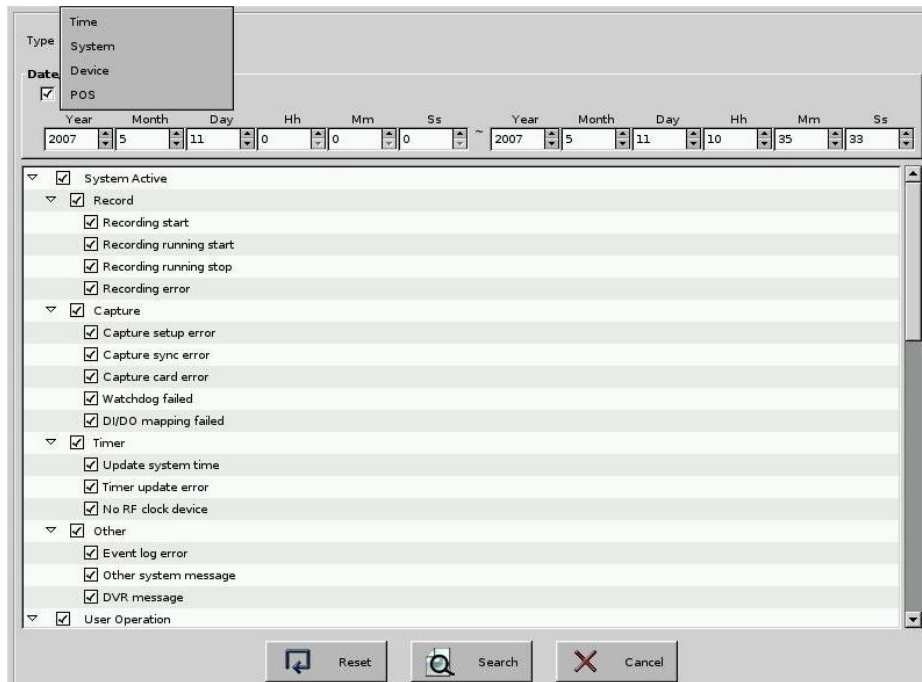 Time
Type
System
Device
Date
POS
Year Month Day Hh Mm Ss Year Month Day Hh Mm Ss
2007 5 11 0 0 0 ~ 2007 5 11 10 35 33
System Active
Record
Recording start
Recording running start
Recording running stop
Recording error
Capture
Capture setup error
Capture sync error
Capture card error
Watchdog failed
DI/DO mapping failed
Timer
Update system time
Timer update error
No RF clock device
Other
Event log error
Other system message
DVR message
User Operation
Reset Search Cancel